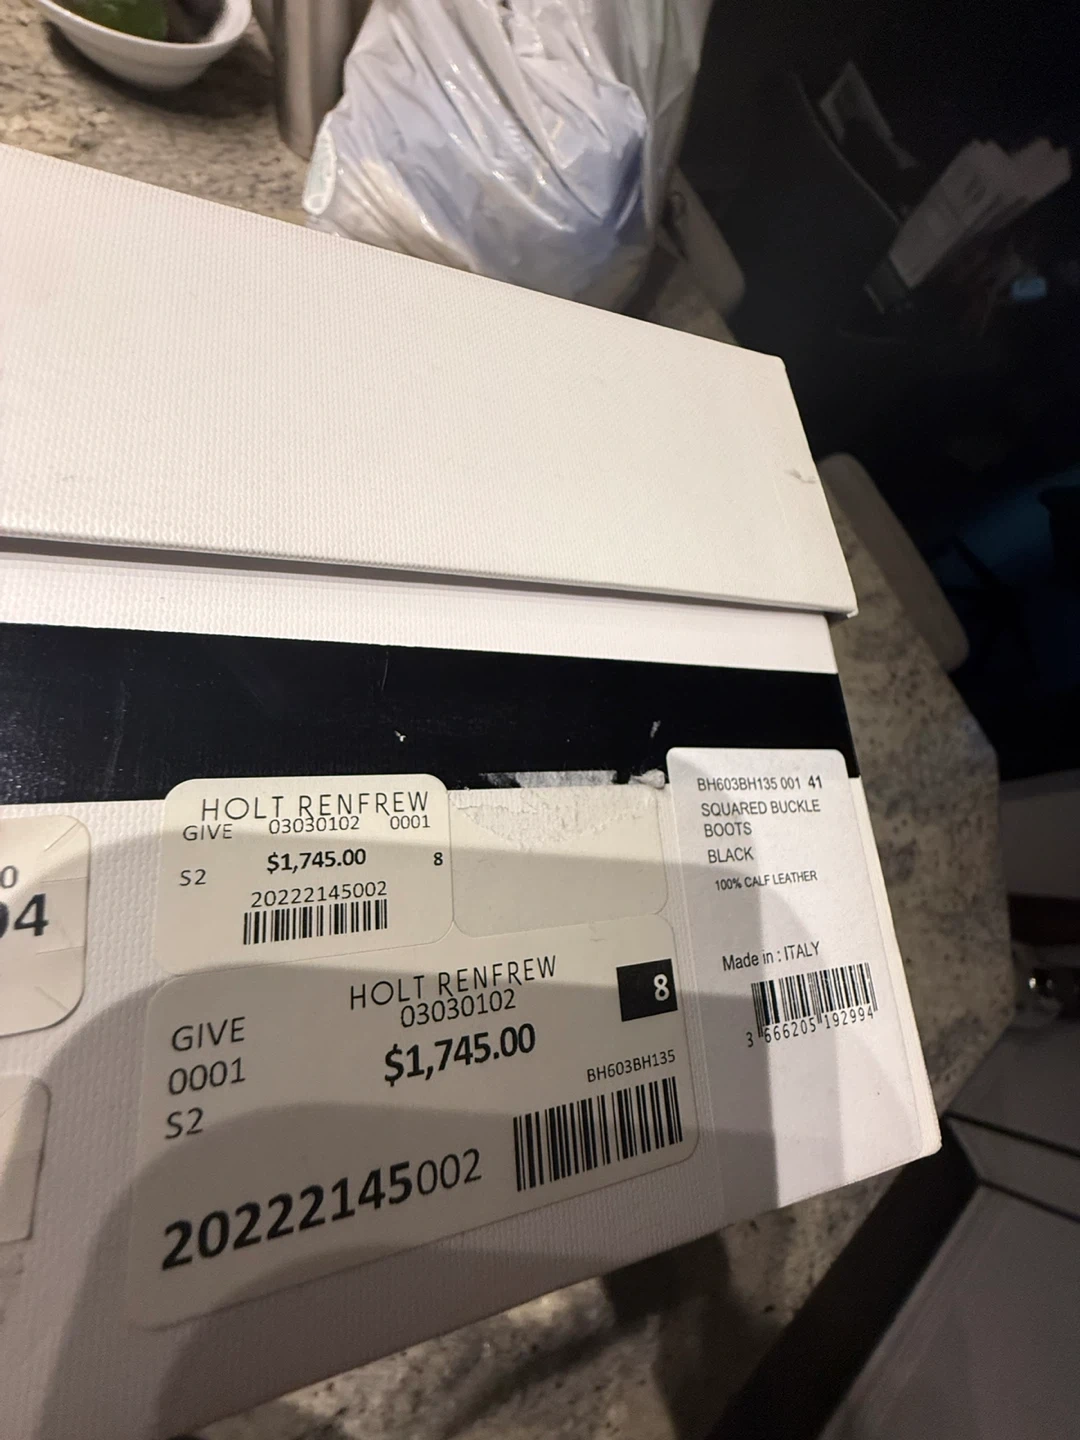 0
94
HOLT RENFREW
GIVE 03030102 0001
S2 $1,745.00 8
20222145002
HOLT RENFREW
03030102
8
GIVE
0001
S2
$1,745.00
BH603BH135
20222145002
BH603BH135 001 41
SQUARED BUCKLE
BOOTS
BLACK
100% CALF LEATHER
Made in : ITALY
3 666205 192994